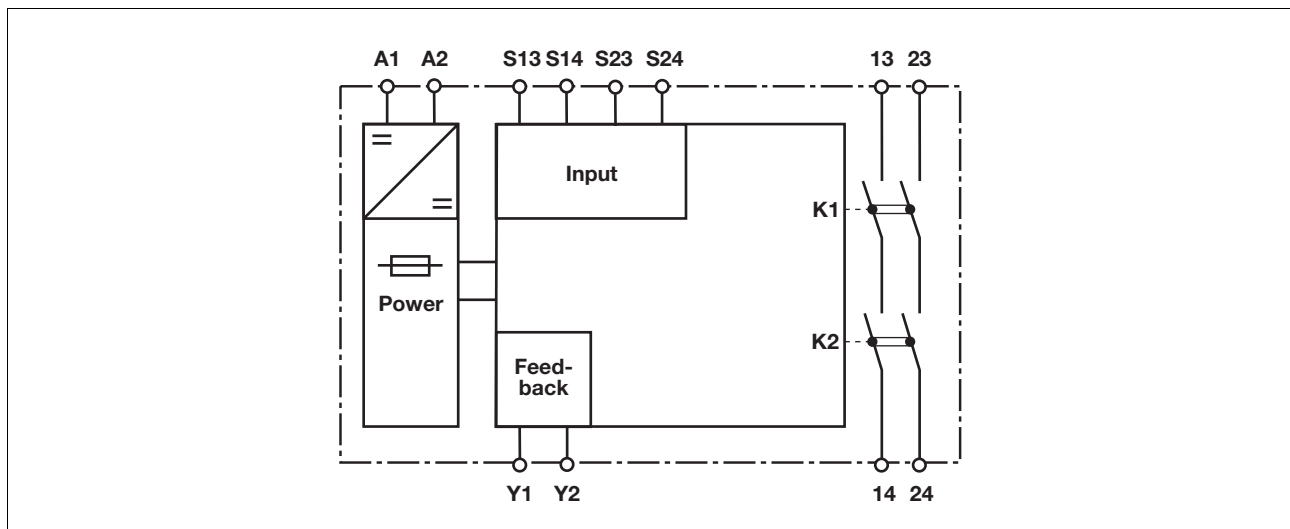 A1 A2 S13 S14 S23 S24 13 23
Input
K1
Power
K2
Feed-
back
Y1 Y2 14 24